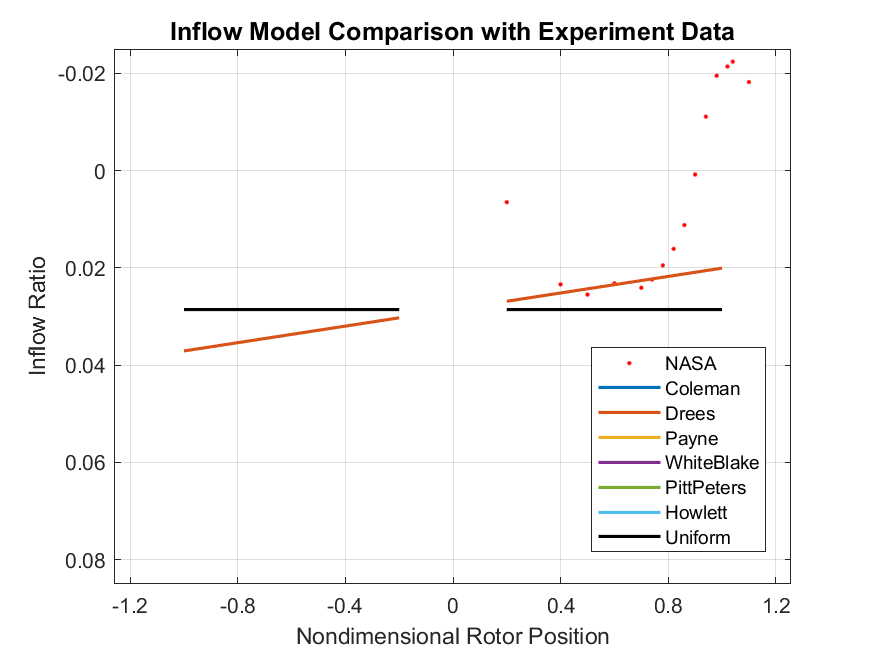 Inflow Model Comparison with Experiment Data
-0.02
0
0.02
0.04
0.06
0.08
Inflow Ratio
-1.2
-0.8
-0.4
0
0.4
0.8
1.2
Nondimensional Rotor Position
NASA
Coleman
Drees
Payne
WhiteBlake
PittPeters
Howlett
Uniform